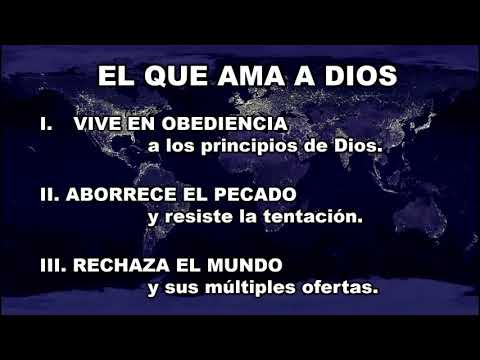 EL QUE AMA A DIOS
I. VIVE EN OBEDIENCIA
a los principios de Dios.
II. ABORRECE EL PECADO
y resiste la tentación.
III. RECHAZA EL MUNDO
y sus múltiples ofertas.